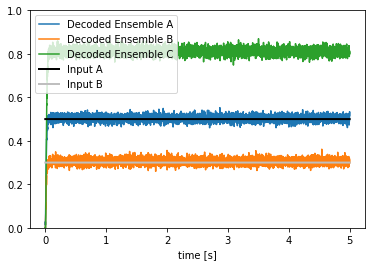 1.0
0.8
0.6
0.4
0.2
0.0
Decoded Ensemble A
Decoded Ensemble B
Decoded Ensemble C
Input A
Input B
0 1 2 3 4 5
time [s]